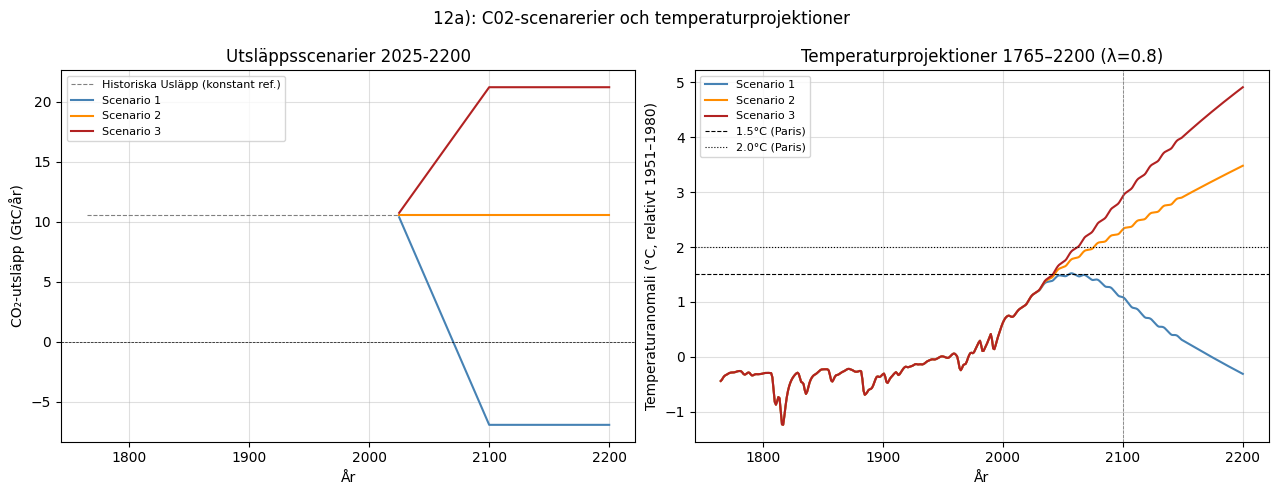 12a): C02-scenarerier och temperaturprojektioner
Utsläppsscenarier 2025-2200
CO₂-utsläpp (GtC/år)
20
15
10
5
0
−5
Historiska Usläpp (konstant ref.)
Scenario 1
Scenario 2
Scenario 3
1800
1900
2000
2100
2200
År
Temperaturprojektioner 1765–2200 (λ=0.8)
Temperaturanomali (°C, relativt 1951–1980)
5
4
3
2
1
0
−1
Scenario 1
Scenario 2
Scenario 3
1.5°C (Paris)
2.0°C (Paris)
1800
1900
2000
2100
2200
År